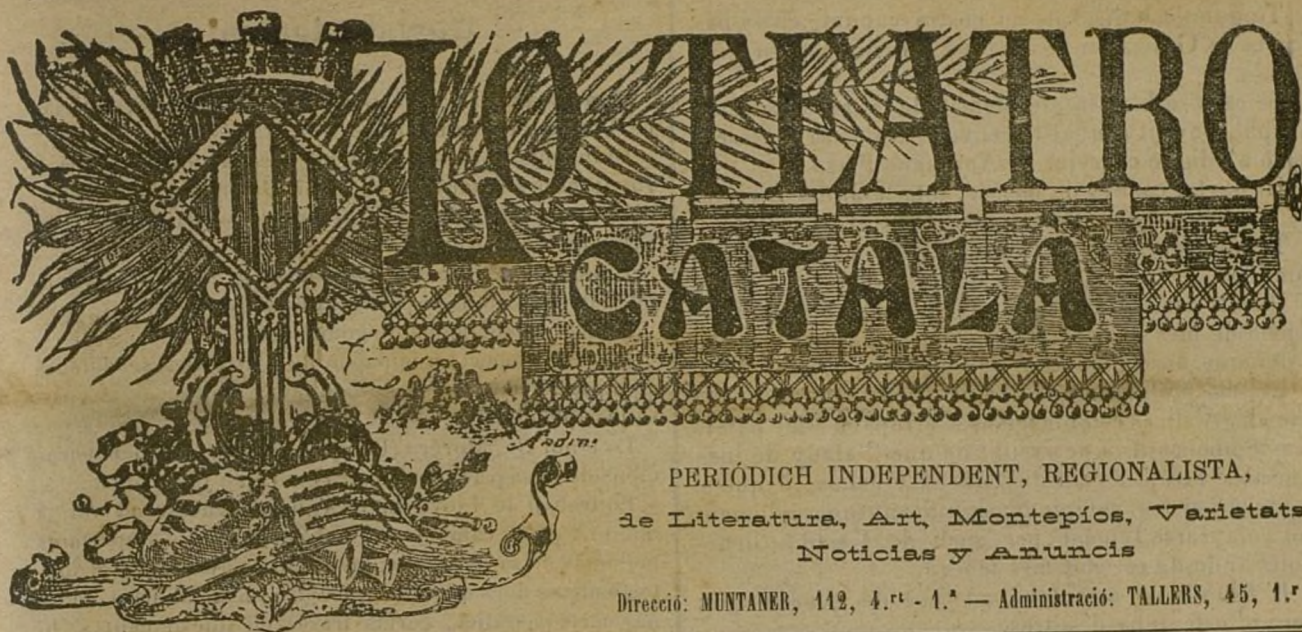 LO TEATRO
CATALÀ
PERIÓDICH INDEPENDENT, REGIONALISTA,
de Literatura, Art, Montepíos, Varietats
Noticias y Anuncis
Direcció: MUNTANER, 112, 4.rt - 1.ª — Administració: TALLERS, 45, 1.r